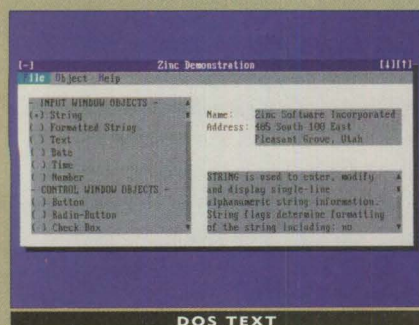 [-] Zinc Demonstration [↓][↑]
File Object Help
- INPUT WINDOW OBJECTS -
(•) String
( ) Formatted String
( ) Text
( ) Date
( ) Time
( ) Number
- CONTROL WINDOW OBJECTS -
( ) Button
( ) Radio-Button
( ) Check Box
Name: Zinc Software Incorporated
Address: 405 South 100 East
Pleasant Grove, Utah
STRING is used to enter, modify
and display single-line
alphanumeric string information.
String flags determine formatting
of the string including: no
DOS TEXT